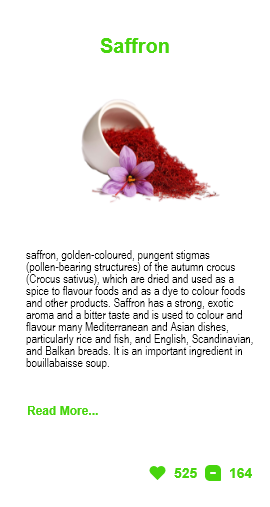 Saffron
saffron, golden-coloured, pungent stigmas
(pollen-bearing structures) of the autumn crocus
(Crocus sativus), which are dried and used as a
spice to flavour foods and as a dye to colour foods
and other products. Saffron has a strong, exotic
aroma and a bitter taste and is used to colour and
flavour many Mediterranean and Asian dishes,
particularly rice and fish, and English, Scandinavian,
and Balkan breads. It is an important ingredient in
bouillabaisse soup.
Read More...
525 164